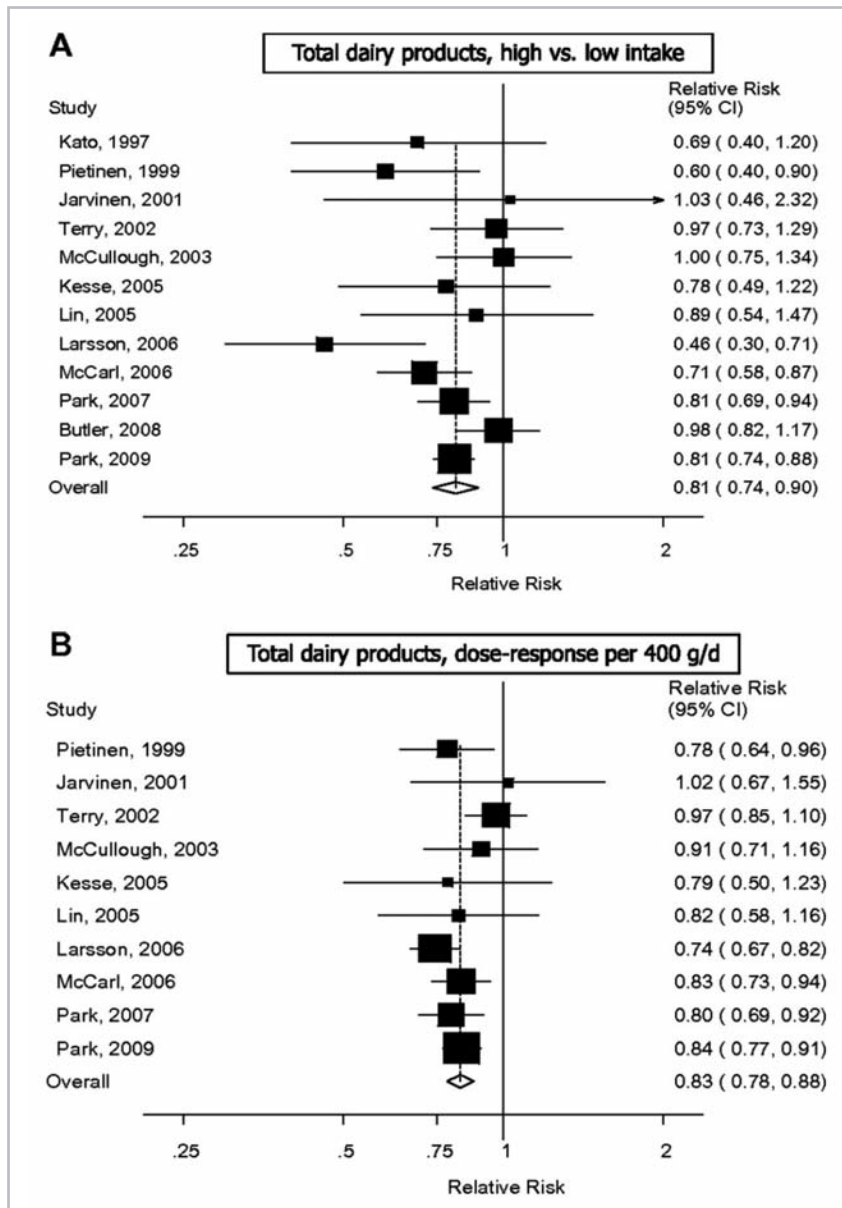 A
Total dairy products, high vs. low intake
Relative Risk
Study (95% CI)
Kato, 1997 0.69 ( 0.40, 1.20)
Pietinen, 1999 0.60 ( 0.40, 0.90)
Jarvinen, 2001 1.03 ( 0.46, 2.32)
Terry, 2002 0.97 ( 0.73, 1.29)
McCullough, 2003 1.00 ( 0.75, 1.34)
Kesse, 2005 0.78 ( 0.49, 1.22)
Lin, 2005 0.89 ( 0.54, 1.47)
Larsson, 2006 0.46 ( 0.30, 0.71)
McCarl, 2006 0.71 ( 0.58, 0.87)
Park, 2007 0.81 ( 0.69, 0.94)
Butler, 2008 0.98 ( 0.82, 1.17)
Park, 2009 0.81 ( 0.74, 0.88)
Overall 0.81 ( 0.74, 0.90)
.25 .5 .75 1 2
Relative Risk
B
Total dairy products, dose-response per 400 g/d
Relative Risk
Study (95% CI)
Pietinen, 1999 0.78 ( 0.64, 0.96)
Jarvinen, 2001 1.02 ( 0.67, 1.55)
Terry, 2002 0.97 ( 0.85, 1.10)
McCullough, 2003 0.91 ( 0.71, 1.16)
Kesse, 2005 0.79 ( 0.50, 1.23)
Lin, 2005 0.82 ( 0.58, 1.16)
Larsson, 2006 0.74 ( 0.67, 0.82)
McCarl, 2006 0.83 ( 0.73, 0.94)
Park, 2007 0.80 ( 0.69, 0.92)
Park, 2009 0.84 ( 0.77, 0.91)
Overall 0.83 ( 0.78, 0.88)
.25 .5 .75 1 2
Relative Risk